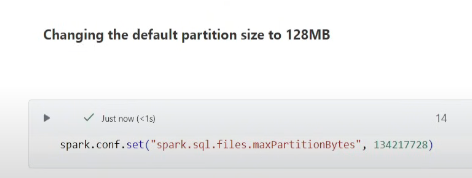 Changing the default partition size to 128MB
Just now (<1s)
14
spark.conf.set("spark.sql.files.maxPartitionBytes", 134217728)